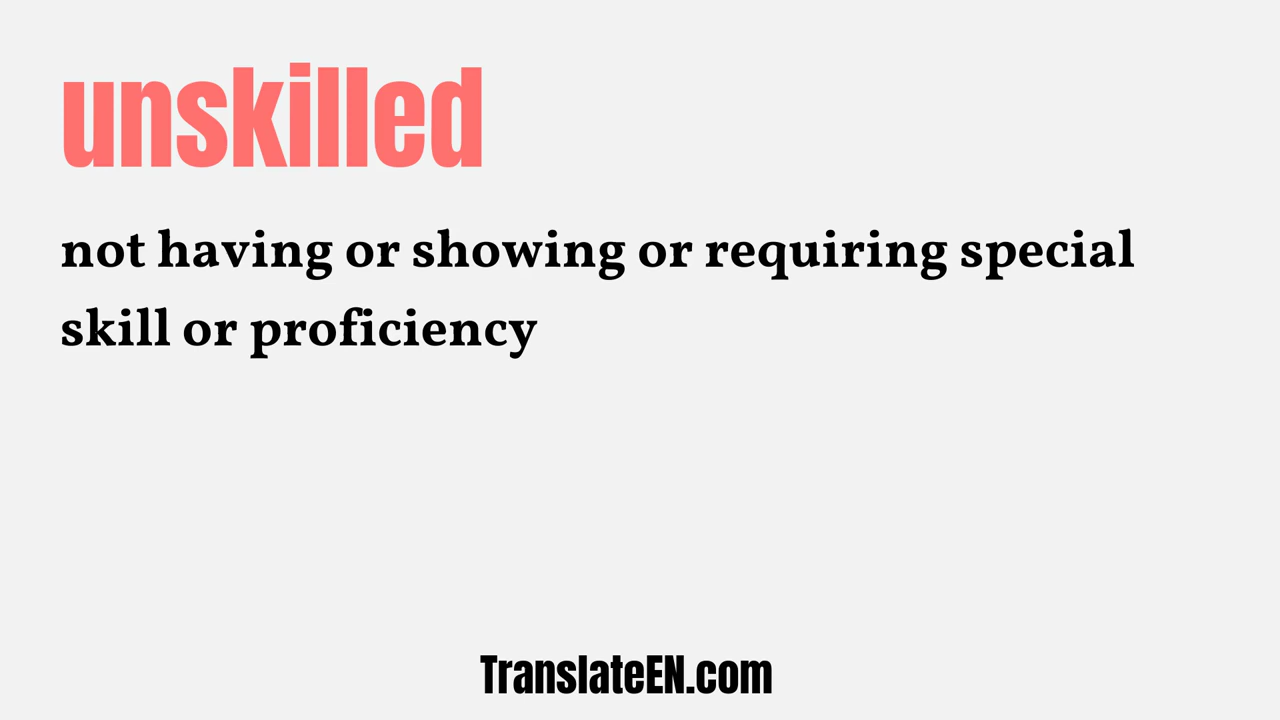 unskilled
not having or showing or requiring special
skill or proficiency
TranslateEN.com